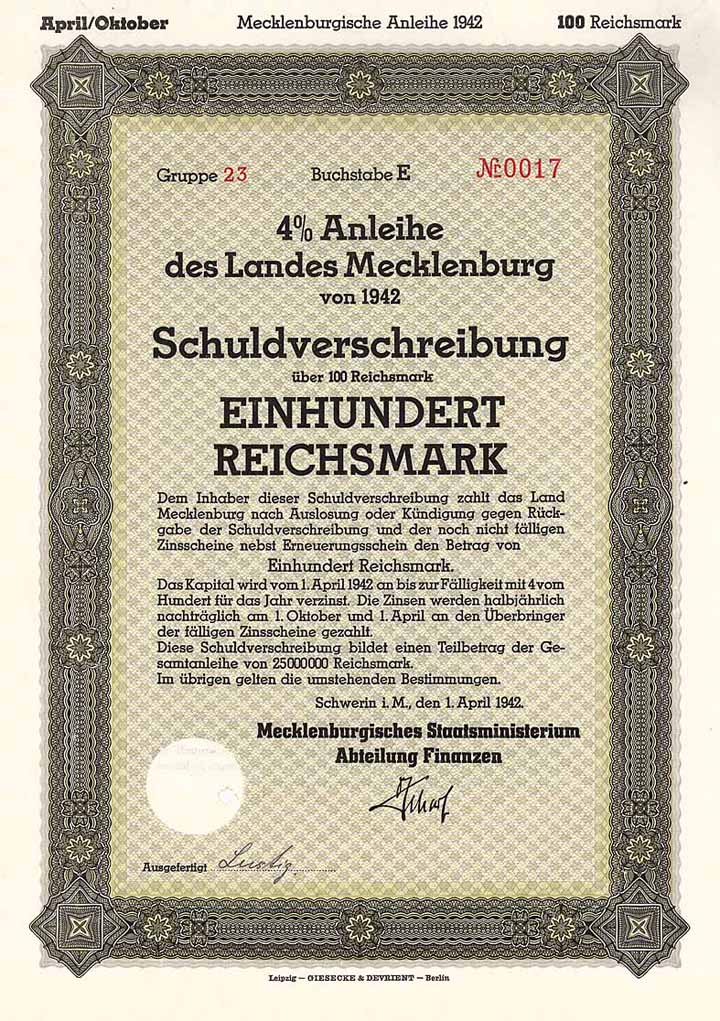 April/Oktober Mecklenburgische Anleihe 1942 100 Reichsmark
Gruppe 23 Buchstabe E № 0017
4% Anleihe
des Landes Mecklenburg
von 1942
Schuldverschreibung
über 100 Reichsmark
EINHUNDERT
REICHSMARK
Dem Inhaber dieser Schuldverschreibung zahlt das Land
Mecklenburg nach Auslosung oder Kündigung gegen Rück-
gabe der Schuldverschreibung und der noch nicht fälligen
Zinsscheine nebst Erneuerungsschein den Betrag von
Einhundert Reichsmark.
Das Kapital wird vom 1. April 1942 an bis zur Fälligkeit mit 4 vom
Hundert für das Jahr verzinst. Die Zinsen werden halbjährlich
nachträglich am 1. Oktober und 1. April an den Überbringer
der fälligen Zinsscheine gezahlt.
Diese Schuldverschreibung bildet einen Teilbetrag der Ge-
samtanleihe von 25000000 Reichsmark.
Im übrigen gelten die umstehenden Bestimmungen.
Schwerin i. M., den 1. April 1942.
Mecklenburgisches Staatsministerium
Abteilung Finanzen
Ausgefertigt Lustig
Leipzig — GIESECKE & DEVRIENT — Berlin